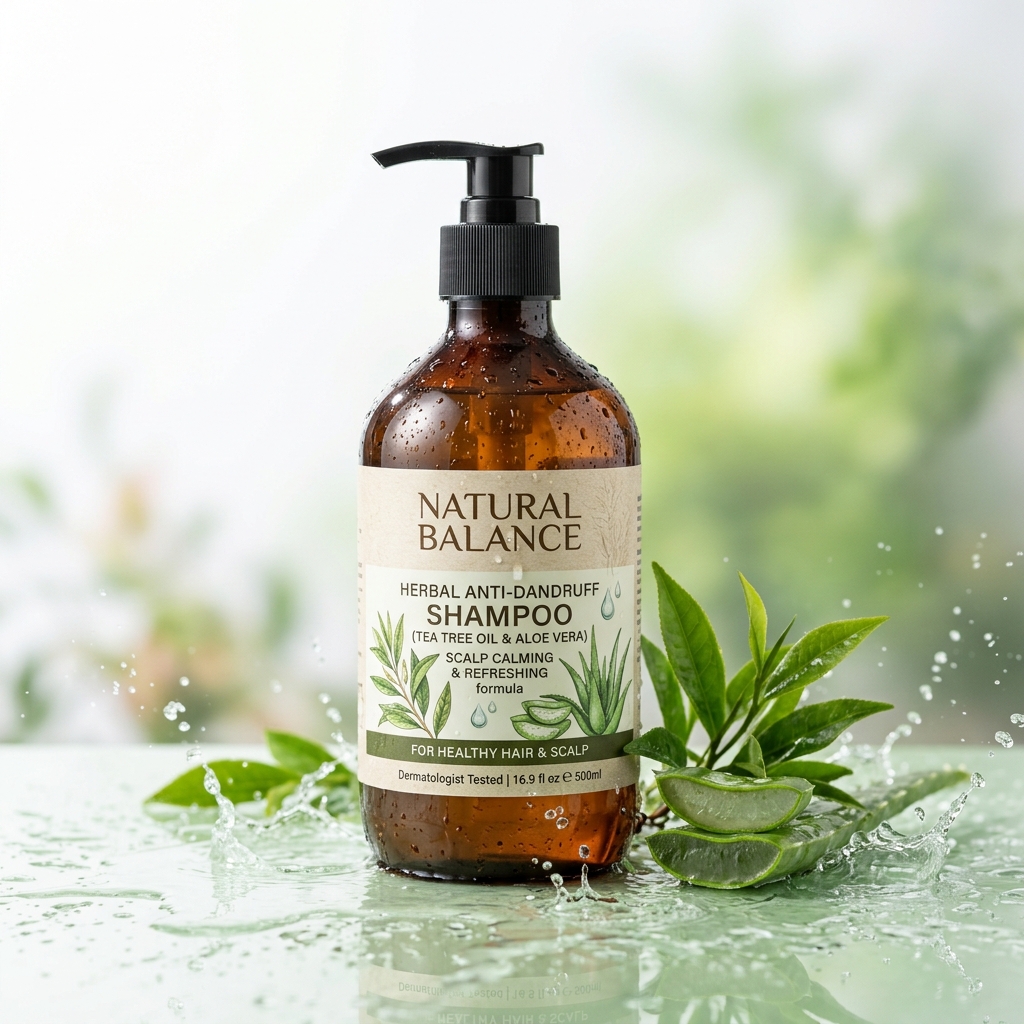 NATURAL
BALANCE
HERBAL ANTI-DANDRUFF
SHAMPOO
(TEA TREE OIL & ALOE VERA)
SCALP CALMING
& REFRESHING
formula
FOR HEALTHY HAIR & SCALP
Dermatologist Tested | 16.9 fl oz ℮ 500ml